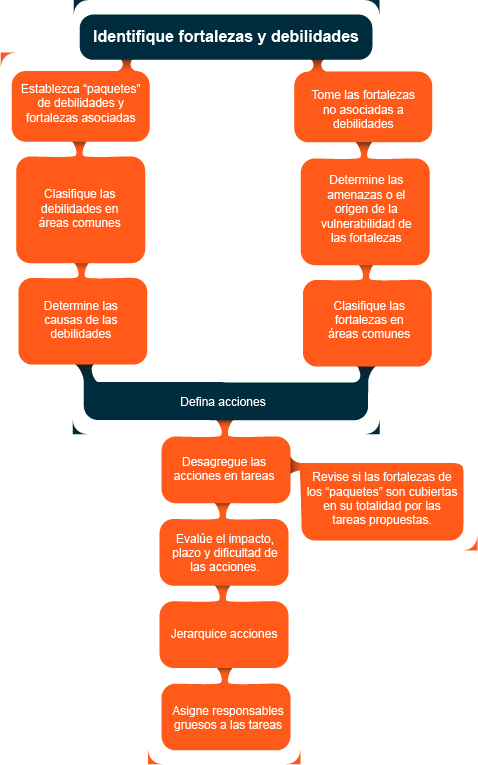 Identifique fortalezas y debilidades
Establezca “paquetes”
de debilidades y
fortalezas asociadas
Clasifique las
debilidades en
áreas comunes
Determine las
causas de las
debilidades
Tome las fortalezas
no asociadas a
debilidades
Determine las
amenazas o el
origen de la
vulnerabilidad de
las fortalezas
Clasifique las
fortalezas en
áreas comunes
Defina acciones
Desagregue las
acciones en tareas
Revise si las fortalezas de
los “paquetes” son cubiertas
en su totalidad por las
tareas propuestas.
Evalúe el impacto,
plazo y dificultad de
las acciones.
Jerarquice acciones
Asigne responsables
gruesos a las tareas